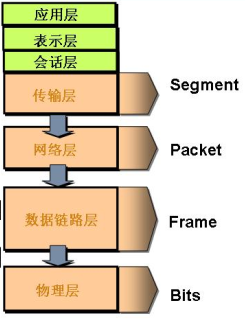 应用层
表示层
会话层
传输层
Segment
网络层
Packet
数据链路层
Frame
物理层
Bits